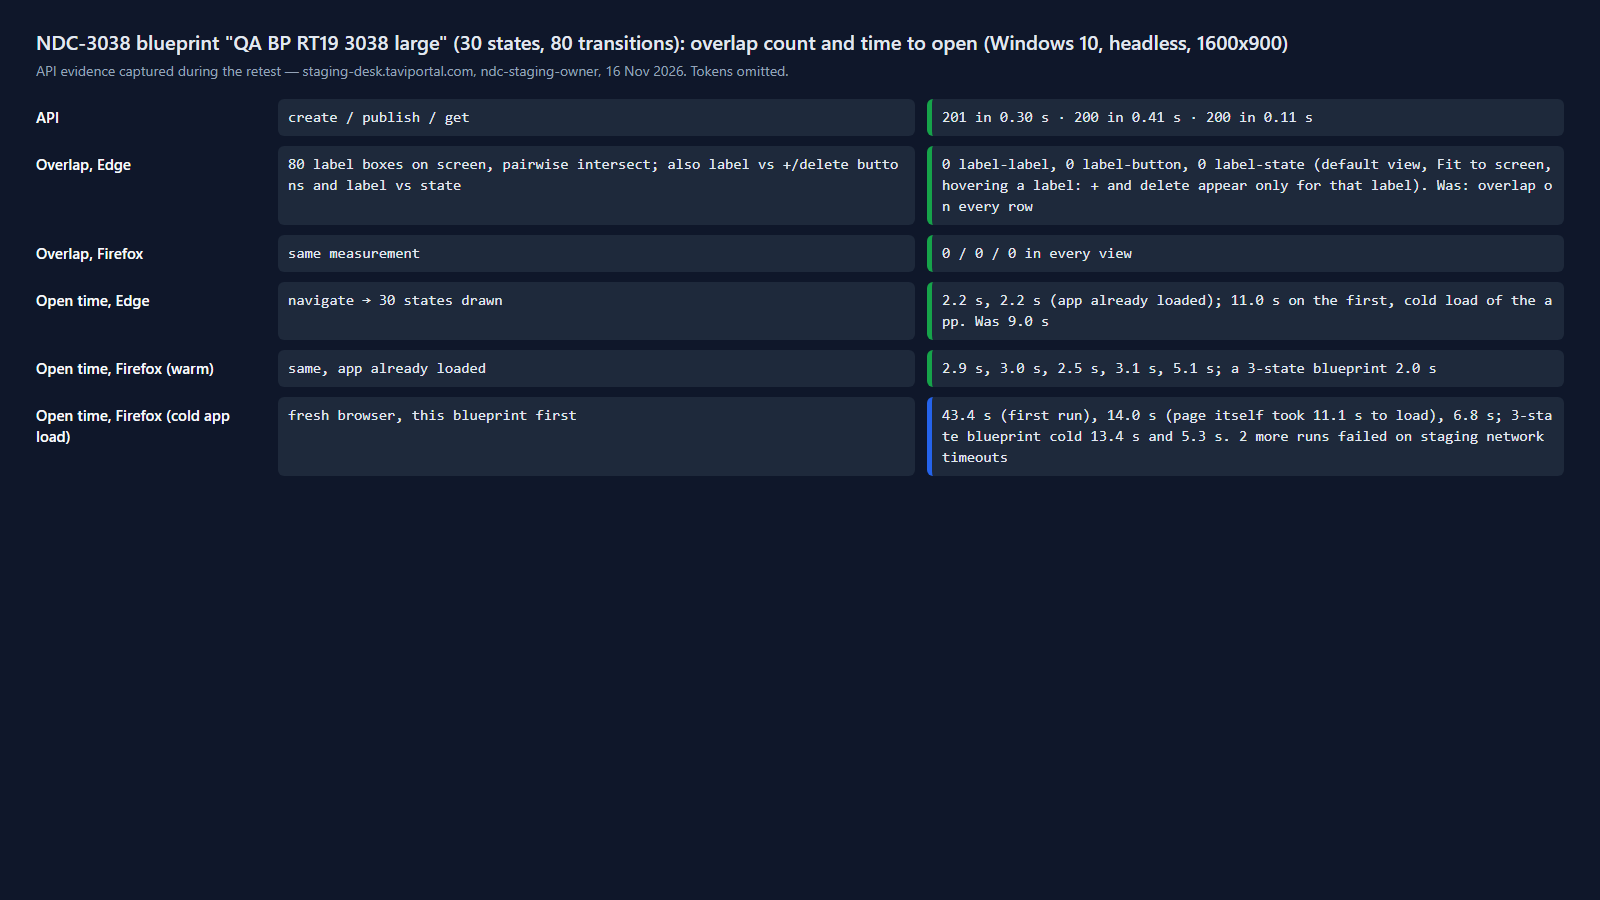 NDC-3038 blueprint "QA BP RT19 3038 large" (30 states, 80 transitions): overlap count and time to open (Windows 10, headless, 1600x900)
API evidence captured during the retest — staging-desk.taviportal.com, ndc-staging-owner, 16 Nov 2026. Tokens omitted.
API
create / publish / get
201 in 0.30 s · 200 in 0.41 s · 200 in 0.11 s
Overlap, Edge
80 label boxes on screen, pairwise intersect; also label vs +/delete butto
ns and label vs state
0 label-label, 0 label-button, 0 label-state (default view, Fit to screen,
hovering a label: + and delete appear only for that label). Was: overlap o
n every row
Overlap, Firefox
same measurement
0 / 0 / 0 in every view
Open time, Edge
navigate → 30 states drawn
2.2 s, 2.2 s (app already loaded); 11.0 s on the first, cold load of the a
pp. Was 9.0 s
Open time, Firefox (warm)
same, app already loaded
2.9 s, 3.0 s, 2.5 s, 3.1 s, 5.1 s; a 3-state blueprint 2.0 s
Open time, Firefox (cold app
load)
fresh browser, this blueprint first
43.4 s (first run), 14.0 s (page itself took 11.1 s to load), 6.8 s; 3-sta
te blueprint cold 13.4 s and 5.3 s. 2 more runs failed on staging network
timeouts